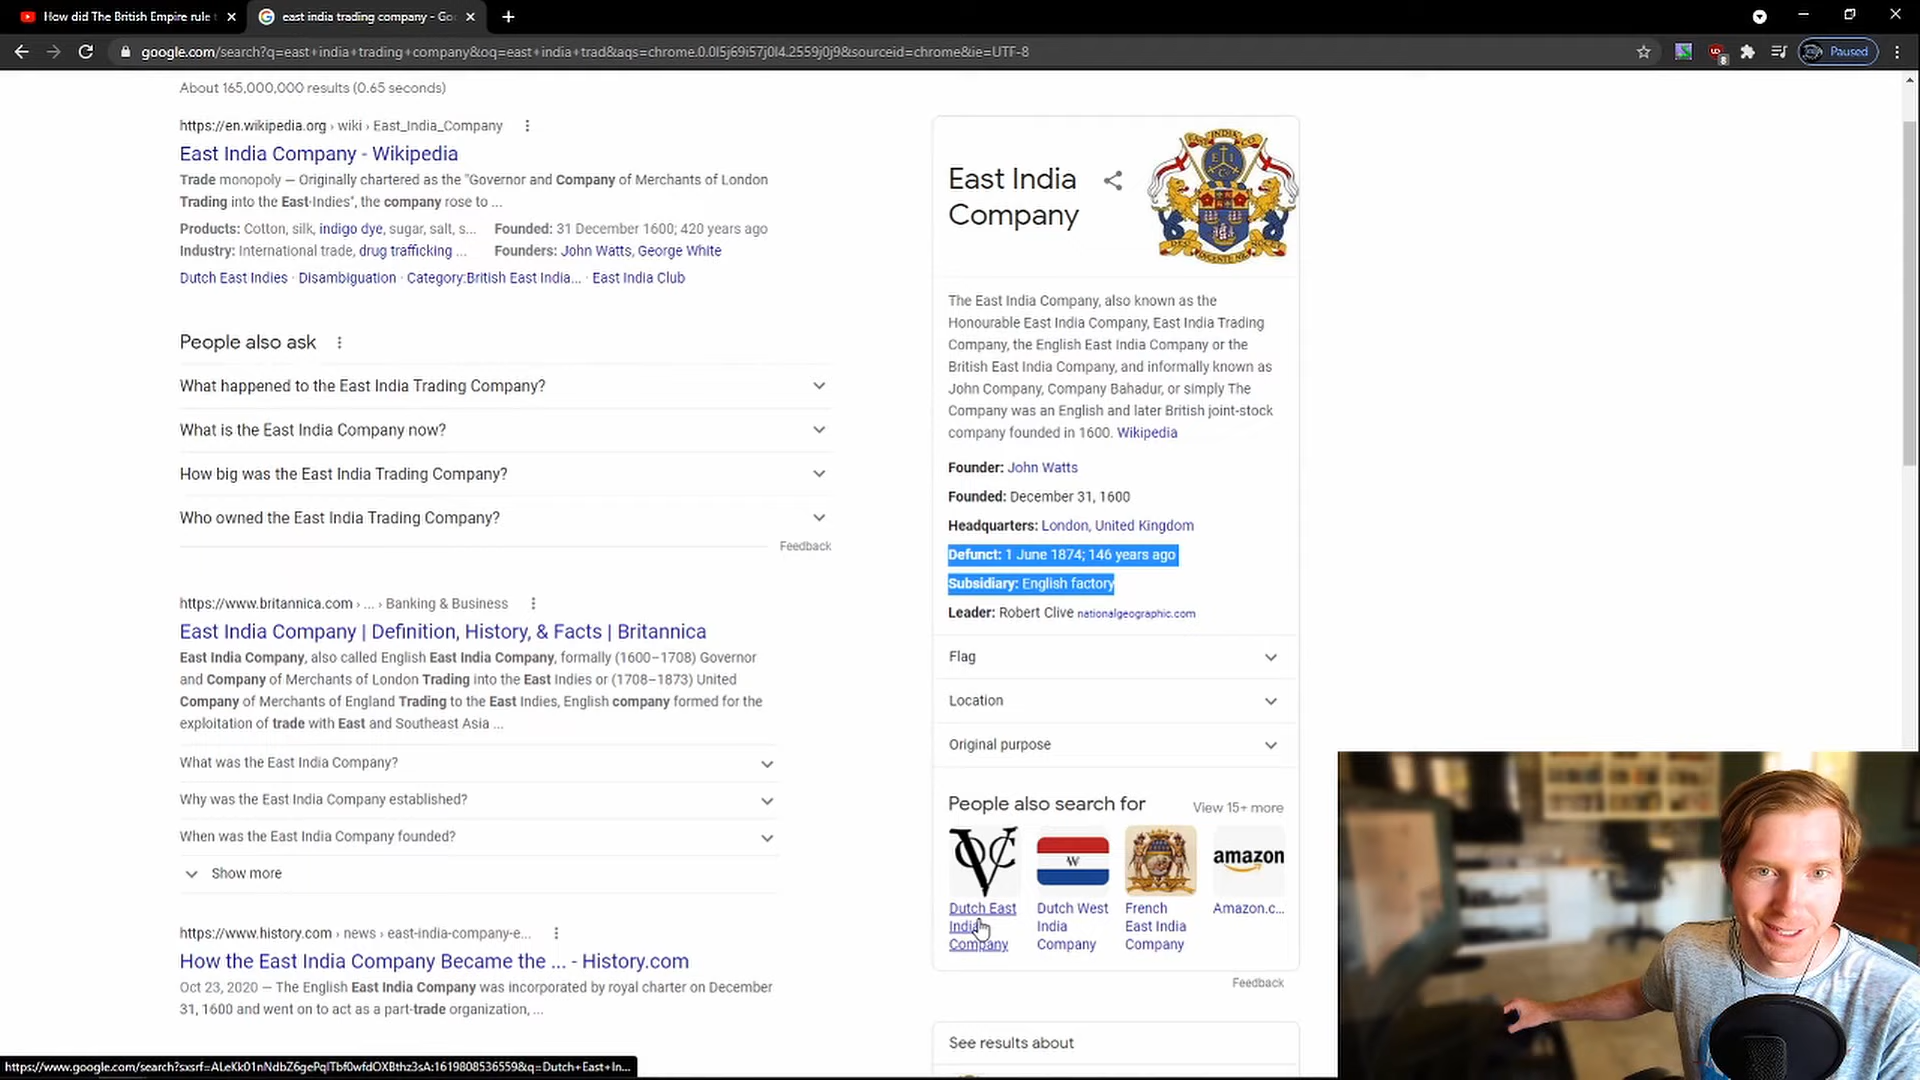 How did The British Empire rule t
east india trading company - Go
google.com/search?q=east+india+trading+company&oq=east+india+trad&aqs=chrome.0.0l5j69i57j0l4.2559j0j9&sourceid=chrome&ie=UTF-8
8
Paused
About 165,000,000 results (0.65 seconds)
https://en.wikipedia.org › wiki › East_India_Company
East India Company - Wikipedia
Trade monopoly — Originally chartered as the "Governor and Company of Merchants of London
Trading into the East-Indies", the company rose to ...
Products: Cotton, silk, indigo dye, sugar, salt, s... Founded: 31 December 1600; 420 years ago
Industry: International trade, drug trafficking ... Founders: John Watts, George White
Dutch East Indies · Disambiguation · Category:British East India... · East India Club
People also ask
What happened to the East India Trading Company?
What is the East India Company now?
How big was the East India Trading Company?
Who owned the East India Trading Company?
Feedback
https://www.britannica.com › ... › Banking & Business
East India Company | Definition, History, & Facts | Britannica
East India Company, also called English East India Company, formally (1600–1708) Governor
and Company of Merchants of London Trading into the East Indies or (1708–1873) United
Company of Merchants of England Trading to the East Indies, English company formed for the
exploitation of trade with East and Southeast Asia ...
What was the East India Company?
Why was the East India Company established?
When was the East India Company founded?
Show more
https://www.history.com › news › east-india-company-e...
How the East India Company Became the ... - History.com
Oct 23, 2020 — The English East India Company was incorporated by royal charter on December
31, 1600 and went on to act as a part-trade organization, ...
East India
Company
The East India Company, also known as the
Honourable East India Company, East India Trading
Company, the English East India Company or the
British East India Company, and informally known as
John Company, Company Bahadur, or simply The
Company was an English and later British joint-stock
company founded in 1600. Wikipedia
Founder: John Watts
Founded: December 31, 1600
Headquarters: London, United Kingdom
Defunct: 1 June 1874; 146 years ago
Subsidiary: English factory
Leader: Robert Clive nationalgeographic.com
Flag
Location
Original purpose
People also search for
View 15+ more
VOC
W
amazon
Dutch East
India
Company
Dutch West
India
Company
French
East India
Company
Amazon.c...
Feedback
See results about